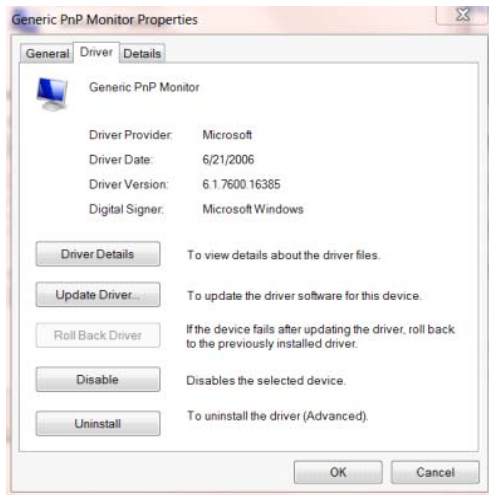 Generic PnP Monitor Properties
General Driver Details
Generic PnP Monitor
Driver Provider: Microsoft
Driver Date: 6/21/2006
Driver Version: 6.1.7600.16385
Digital Signer: Microsoft Windows
Driver Details To view details about the driver files.
Update Driver... To update the driver software for this device.
Roll Back Driver If the device fails after updating the driver, roll back
to the previously installed driver.
Disable Disables the selected device.
Uninstall To uninstall the driver (Advanced).
OK Cancel